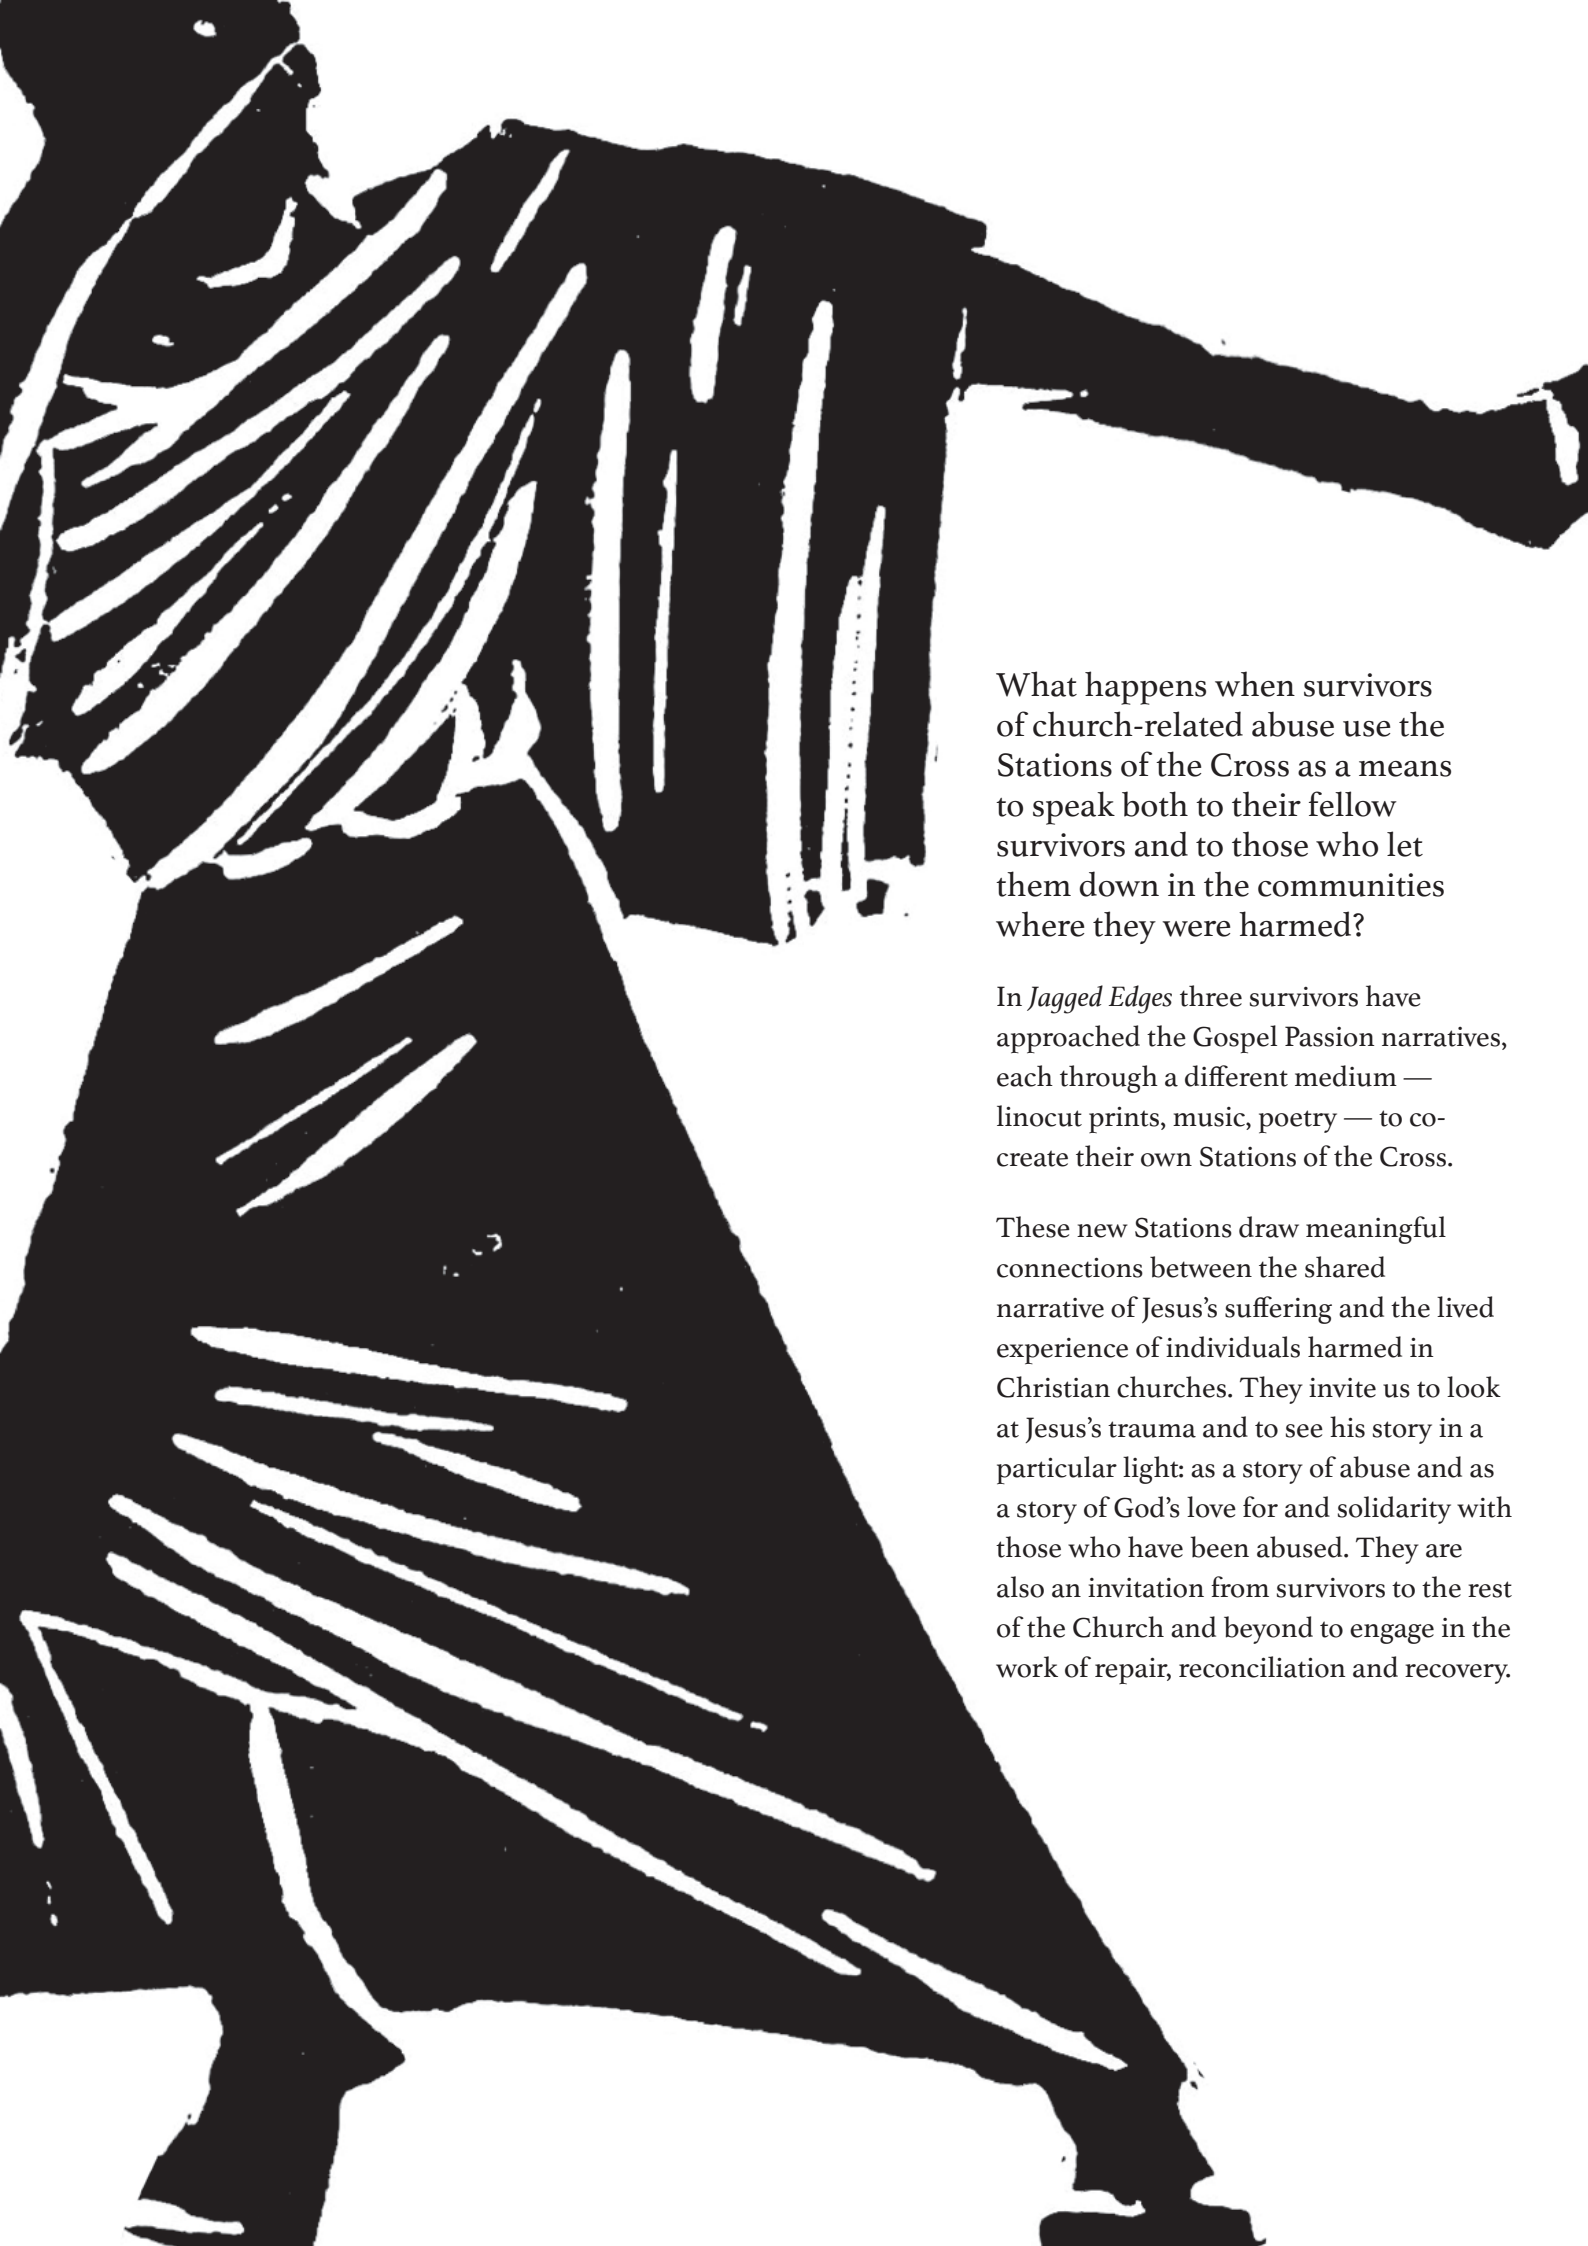 What happens when survivors
of church-related abuse use the
Stations of the Cross as a means
to speak both to their fellow
survivors and to those who let
them down in the communities
where they were harmed?
In Jagged Edges three survivors have
approached the Gospel Passion narratives,
each through a different medium —
linocut prints, music, poetry — to co-
create their own Stations of the Cross.
These new Stations draw meaningful
connections between the shared
narrative of Jesus’s suffering and the lived
experience of individuals harmed in
Christian churches. They invite us to look
at Jesus’s trauma and to see his story in a
particular light: as a story of abuse and as
a story of God’s love for and solidarity with
those who have been abused. They are
also an invitation from survivors to the rest
of the Church and beyond to engage in the
work of repair, reconciliation and recovery.